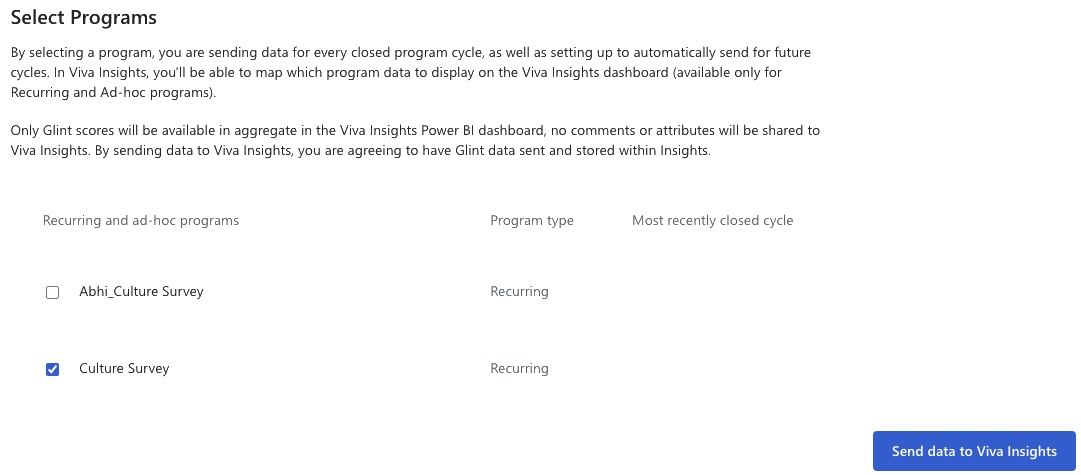 Select Programs
By selecting a program, you are sending data for every closed program cycle, as well as setting up to automatically send for future
cycles. In Viva Insights, you'll be able to map which program data to display on the Viva Insights dashboard (available only for
Recurring and Ad-hoc programs).
Only Glint scores will be available in aggregate in the Viva Insights Power BI dashboard, no comments or attributes will be shared to
Viva Insights. By sending data to Viva Insights, you are agreeing to have Glint data sent and stored within Insights.
Recurring and ad-hoc programs Program type Most recently closed cycle
Abhi_Culture Survey Recurring
Culture Survey Recurring
Send data to Viva Insights